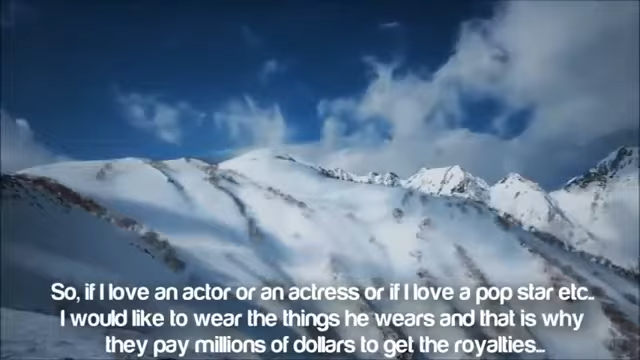 So, if I love an actor or an actress or if I love a pop star etc..
I would like to wear the things he wears and that is why
they pay millions of dollars to get the royalties...